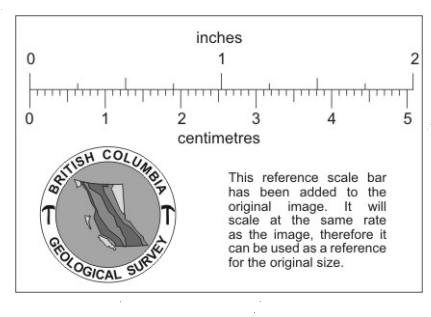 inches
0 1 2
0 1 2 3 4 5
centimetres
BRITISH COLUMBIA
GEOLOGICAL SURVEY
This reference scale bar
has been added to the
original image. It will
scale at the same rate
as the image, therefore it
can be used as a reference
for the original size.